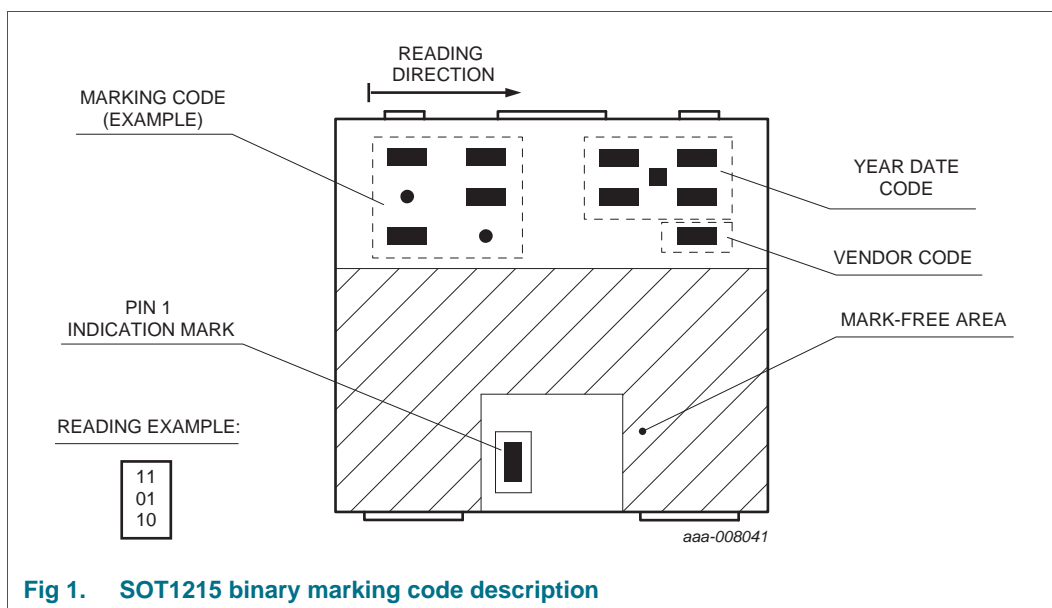 READING
DIRECTION
MARKING CODE
(EXAMPLE)
YEAR DATE
CODE
VENDOR CODE
PIN 1
INDICATION MARK
MARK-FREE AREA
READING EXAMPLE:
11
01
10
aaa-008041
Fig 1. SOT1215 binary marking code description